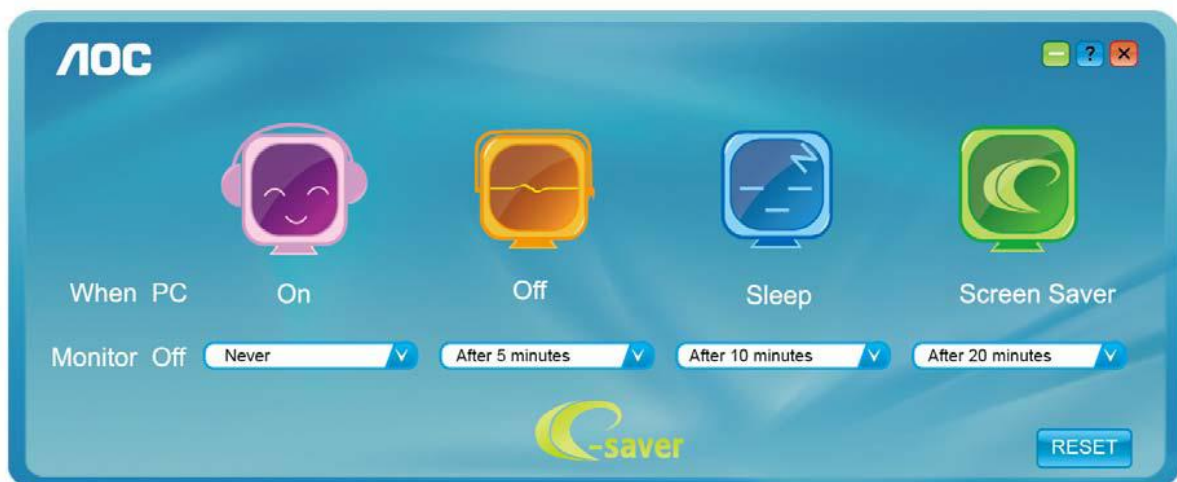 AOC
?
When PC On Off Sleep Screen Saver
Monitor Off Never After 5 minutes After 10 minutes After 20 minutes
e-saver
RESET